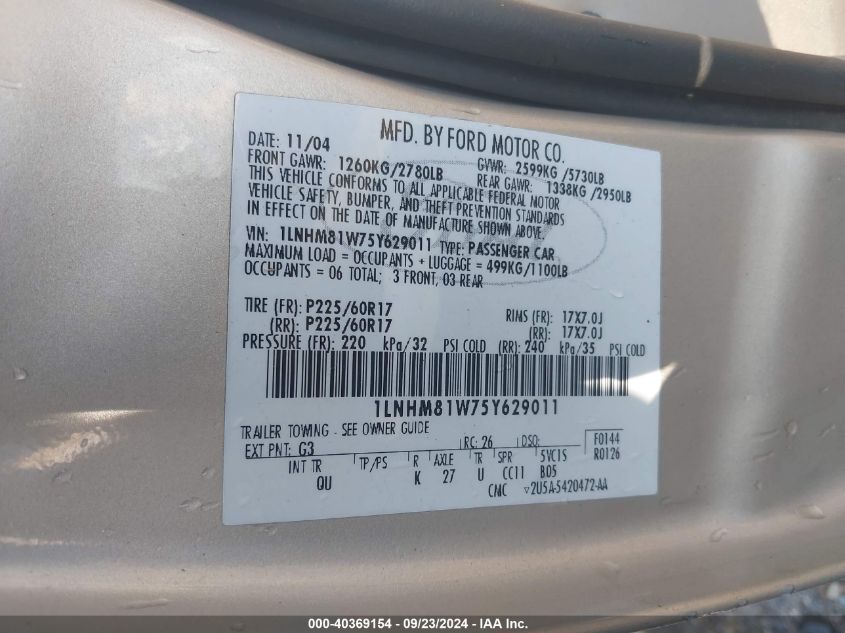 MFD. BY FORD MOTOR CO.
DATE: 11/04 GVWR: 2599KG/5730LB
FRONT GAWR: 1260KG/2780LB REAR GAWR: 1338KG/2950LB
THIS VEHICLE CONFORMS TO ALL APPLICABLE FEDERAL MOTOR
VEHICLE SAFETY, BUMPER, AND THEFT PREVENTION STANDARDS
IN EFFECT ON THE DATE OF MANUFACTURE SHOWN ABOVE.
VIN: 1LNHM81W75Y629011 TYPE: PASSENGER CAR
MAXIMUM LOAD = OCCUPANTS + LUGGAGE = 499KG/1100LB
OCCUPANTS = 06 TOTAL; 3 FRONT, 03 REAR
TIRE (FR): P225/60R17 RIMS (FR): 17X7.0J
(RR): P225/60R17 (RR): 17X7.0J
PRESSURE (FR): 220 kPa/32 PSI COLD (RR): 240 kPa/35 PSI COLD
1LNHM81W75Y629011
TRAILER TOWING - SEE OWNER GUIDE
EXT PNT: G3 RC: 26 DSO: F0144
R0126
INT TR TP/PS R AXLE TR SPR 5VC15
QU K 27 U CC11 B05
CMC ▽2U5A-5420472-AA
000-40369154 - 09/23/2024 - IAA Inc.